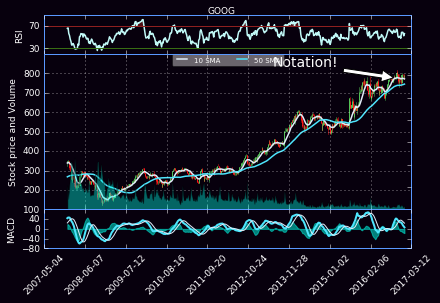 GOOG
RSI
70
30
10 SMA 50 SMA
Notation!
Stock price and Volume
800
700
600
500
400
300
200
100
MACD
40
0
−40
−80
2007-05-04 2008-06-07 2009-07-12 2010-08-16 2011-09-20 2012-10-24 2013-11-28 2015-01-02 2016-02-06 2017-03-12